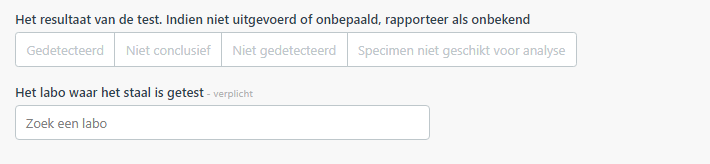 Het resultaat van de test. Indien niet uitgevoerd of onbepaald, rapporteer als onbekend
Gedetecteerd Niet conclusief Niet gedetecteerd Specimen niet geschikt voor analyse
Het labo waar het staal is getest - verplicht
Zoek een labo